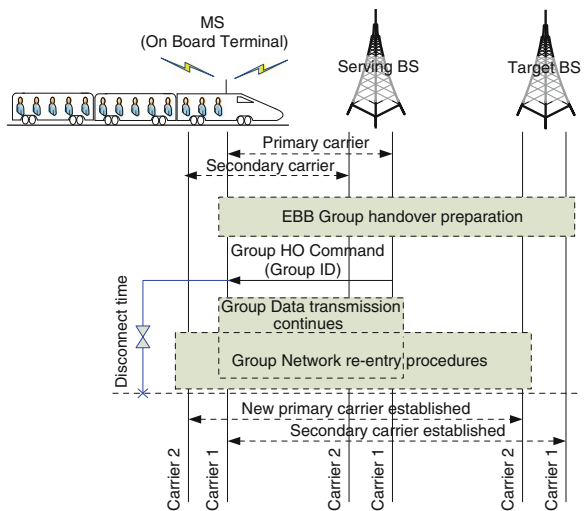 MS
(On Board Terminal)
Serving BS
Target BS
Primary carrier
Secondary carrier
EBB Group handover preparation
Group HO Command
(Group ID)
Disconnect time
Group Data transmission
continues
Group Network re-entry procedures
New primary carrier established
Secondary carrier established
Carrier 2
Carrier 1
Carrier 2
Carrier 1
Carrier 2
Carrier 1